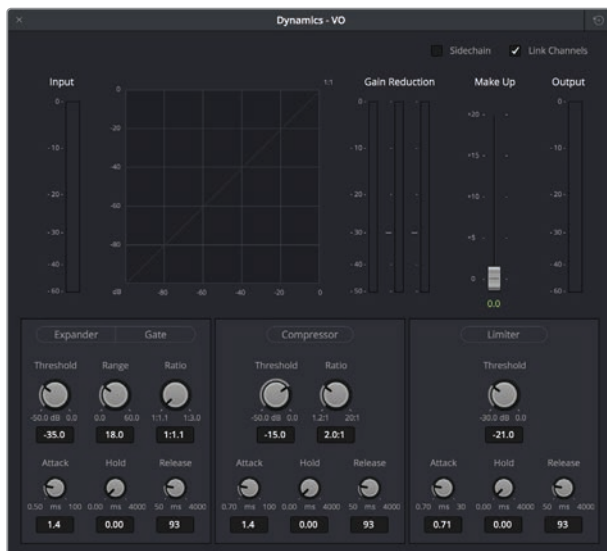 Dynamics - VO
Sidechain Link Channels
Input
1:1
Gain Reduction
Make Up
Output
0
-10
-20
-30
-40
-60
0
-20
-40
-60
-80
dB -80 -60 -40 -20 0
0
-10
-20
-30
-40
-50
+20
+15
+10
+5
0
0.0
0
-10
-20
-30
-40
-50
Expander Gate
Threshold Range Ratio
-50.0 dB 0.0 0.0 60.0 1:1.1 1:3.0
-35.0 18.0 1:1.1
Attack Hold Release
0.50 ms 100 0.00 ms 4000 50 ms 4000
1.4 0.00 93
Compressor
Threshold Ratio
-50.0 dB 0.0 1.2:1 20:1
-15.0 2.0:1
Attack Hold Release
0.70 ms 100 0.00 ms 4000 50 ms 4000
1.4 0.00 93
Limiter
Threshold
-30.0 dB 0.0
-21.0
Attack Hold Release
0.70 ms 30 0.00 ms 4000 50 ms 4000
0.71 0.00 93